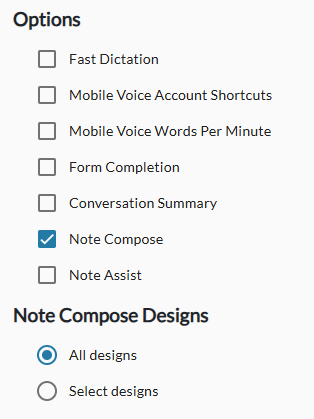 Options
Fast Dictation
Mobile Voice Account Shortcuts
Mobile Voice Words Per Minute
Form Completion
Conversation Summary
Note Compose
Note Assist
Note Compose Designs
All designs
Select designs